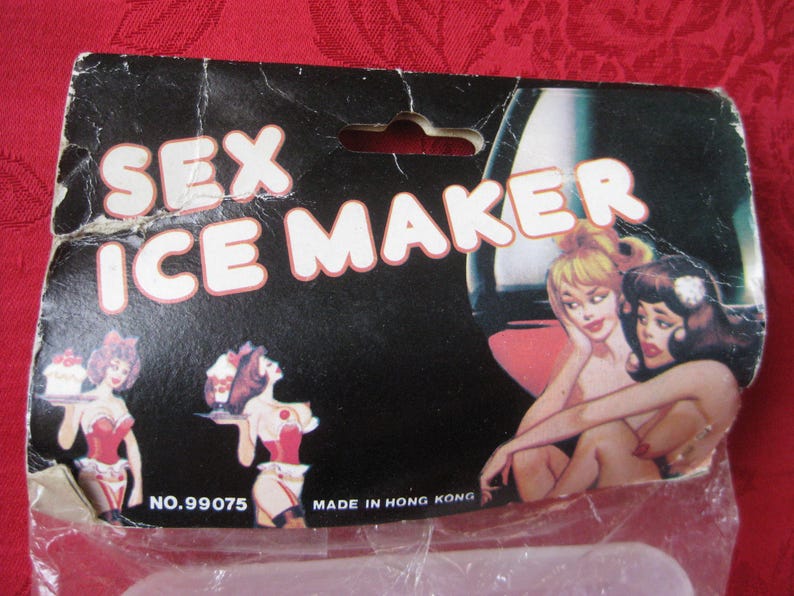 SEX
ICE MAKER
NO.99075
MADE IN HONG KONG